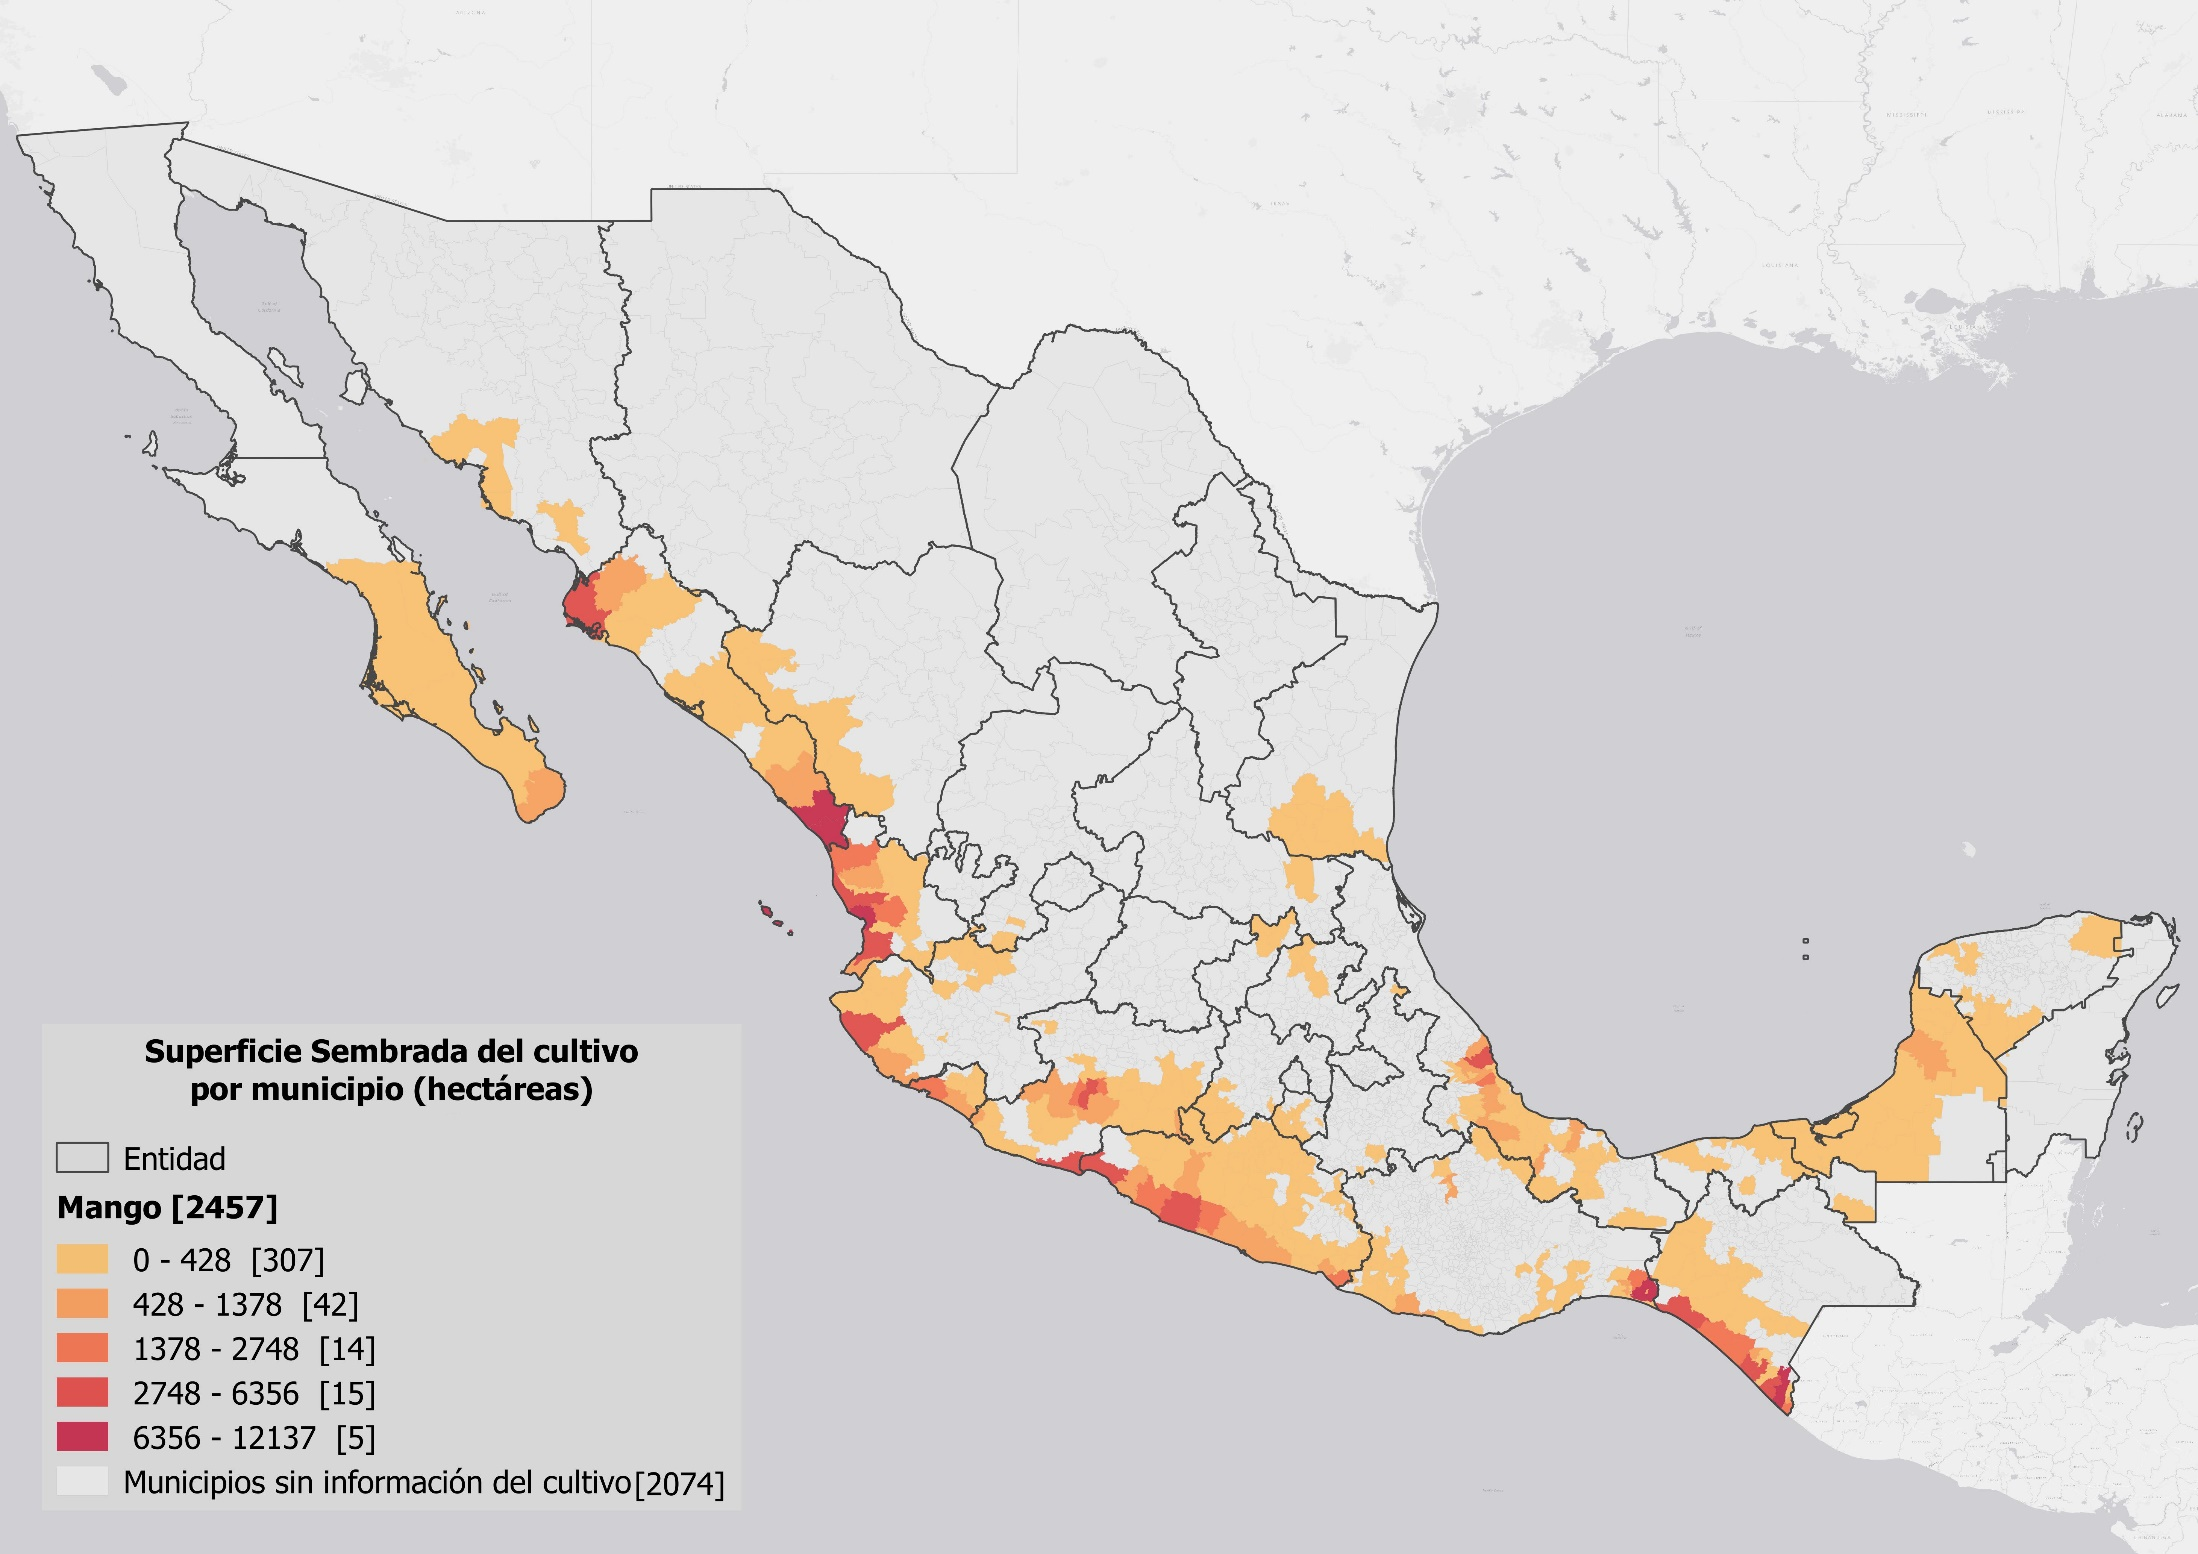 Superficie Sembrada del cultivo
por municipio (hectáreas)
Entidad
Mango [2457]
0 - 428 [307]
428 - 1378 [42]
1378 - 2748 [14]
2748 - 6356 [15]
6356 - 12137 [5]
Municipios sin información del cultivo [2074]